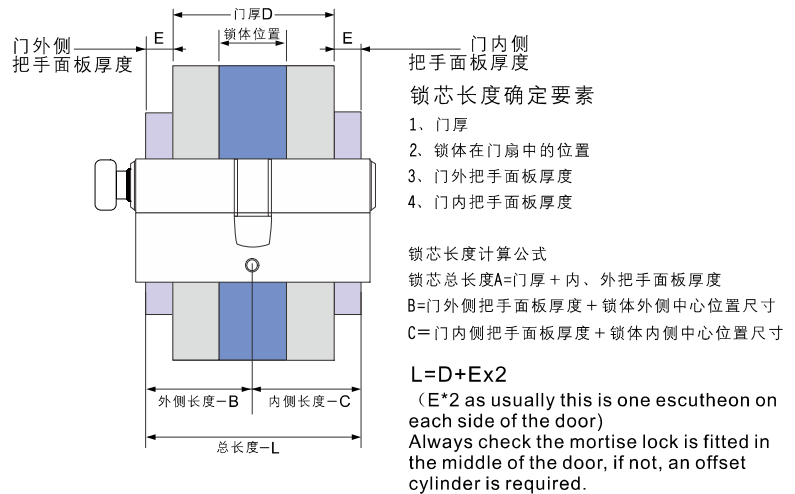 门厚D
E
锁体位置
E
门外侧
把手面板厚度
门内侧
把手面板厚度
锁芯长度确定要素
1、门厚
2、锁体在门扇中的位置
3、门外把手面板厚度
4、门内把手面板厚度
锁芯长度计算公式
锁芯总长度A=门厚＋内、外把手面板厚度
B=门外侧把手面板厚度＋锁体外侧中心位置尺寸
C＝门内侧把手面板厚度＋锁体内侧中心位置尺寸
外侧长度-B
内侧长度-C
总长度-L
L=D+Ex2
（E*2 as usually this is one escutheon on
each side of the door)
Always check the mortise lock is fitted in
the middle of the door, if not, an offset
cylinder is required.